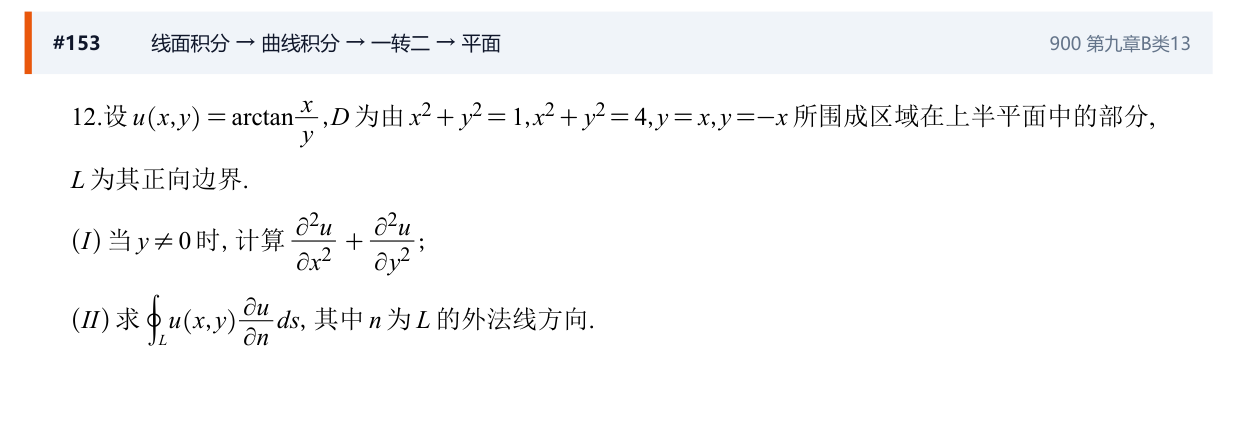 #153 线面积分 → 曲线积分 → 一转二 → 平面 900 第九章B类13
12.设 u(x,y) = arctan x/y ,D 为由 x² + y² = 1,x² + y² = 4,y = x,y = −x 所围成区域在上半平面中的部分,
L 为其正向边界.
(I) 当 y ≠ 0 时, 计算 ∂²u/∂x² + ∂²u/∂y² ;
(II) 求 ∮_L u(x,y) ∂u/∂n ds, 其中 n 为 L 的外法线方向.